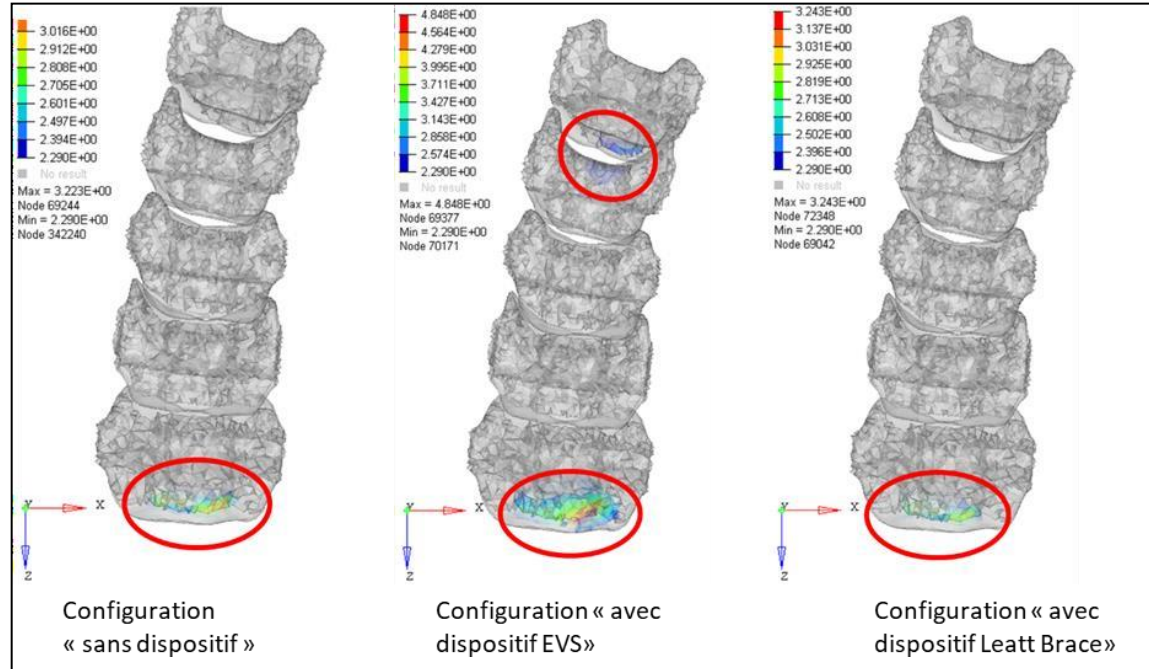 3.016E+00
2.912E+00
2.808E+00
2.705E+00
2.601E+00
2.497E+00
2.394E+00
2.290E+00
No result
Max = 3.223E+00
Node 69244
Min = 2.290E+00
Node 342240
Y X
Z
Configuration
« sans dispositif »
4.848E+00
4.564E+00
4.279E+00
3.995E+00
3.711E+00
3.427E+00
3.143E+00
2.858E+00
2.574E+00
2.290E+00
No result
Max = 4.848E+00
Node 69377
Min = 2.290E+00
Node 70171
Y X
Z
Configuration « avec
dispositif EVS»
3.243E+00
3.137E+00
3.031E+00
2.925E+00
2.819E+00
2.713E+00
2.608E+00
2.502E+00
2.396E+00
2.290E+00
No result
Max = 3.243E+00
Node 72348
Min = 2.290E+00
Node 69042
Y X
Z
Configuration « avec
dispositif Leatt Brace»